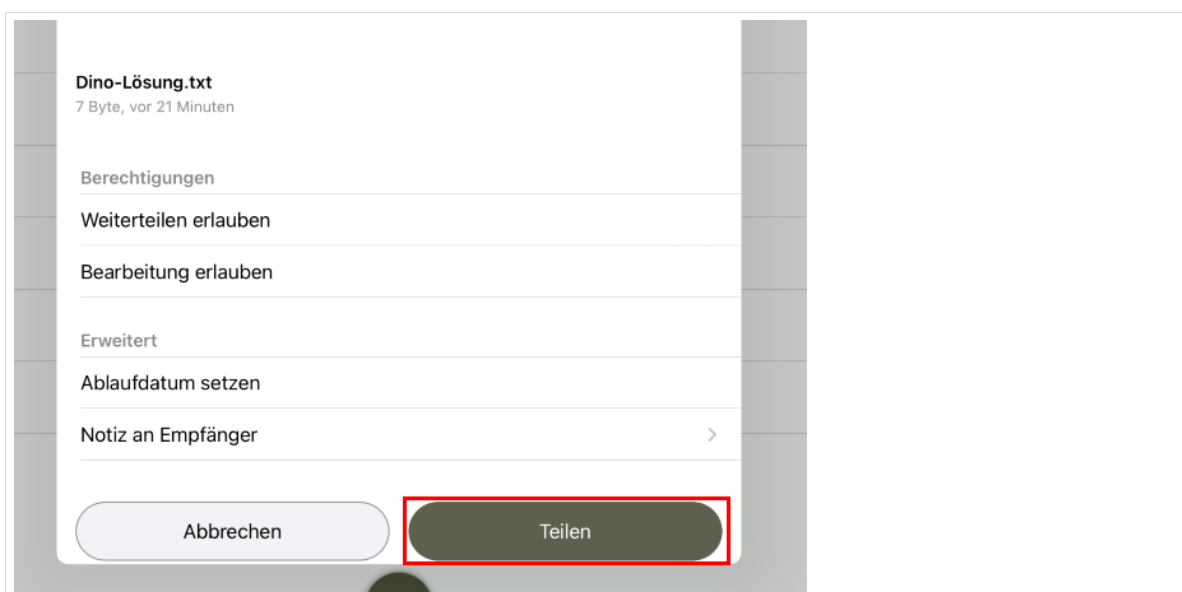 Dino-Lösung.txt
7 Byte, vor 21 Minuten
Berechtigungen
Weiterteilen erlauben
Bearbeitung erlauben
Erweitert
Ablaufdatum setzen
Notiz an Empfänger
Abbrechen
Teilen